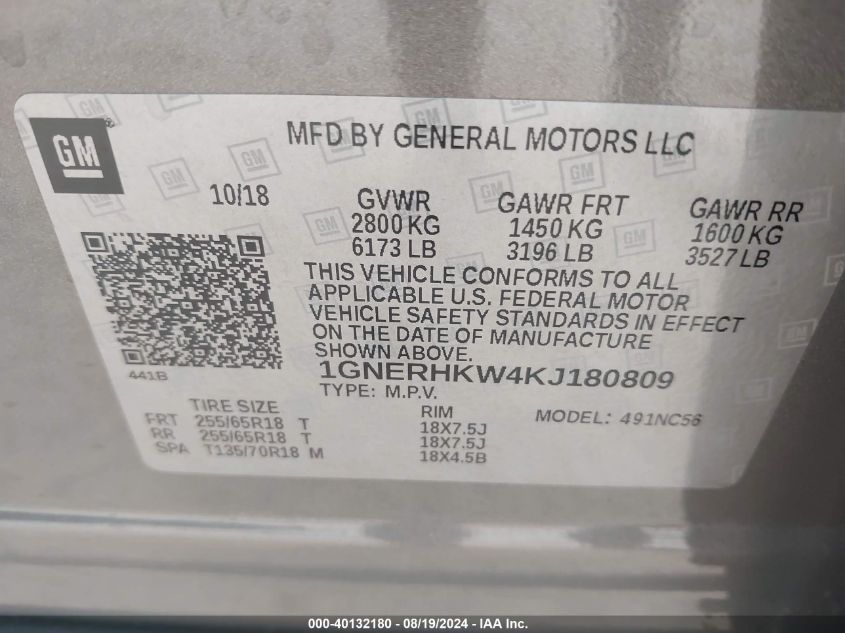 GM
MFD BY GENERAL MOTORS LLC
10/18
GVWR
2800 KG
6173 LB
GAWR FRT
1450 KG
3196 LB
GAWR RR
1600 KG
3527 LB
THIS VEHICLE CONFORMS TO ALL
APPLICABLE U.S. FEDERAL MOTOR
VEHICLE SAFETY STANDARDS IN EFFECT
ON THE DATE OF MANUFACTURE
SHOWN ABOVE.
441B
1GNERHKW4KJ180809
TYPE: M.P.V.
MODEL: 491NC56
TIRE SIZE RIM
FRT 255/65R18 T 18X7.5J
RR 255/65R18 T 18X7.5J
SPA T135/70R18 M 18X4.5B
000-40132180 - 08/19/2024 - IAA Inc.